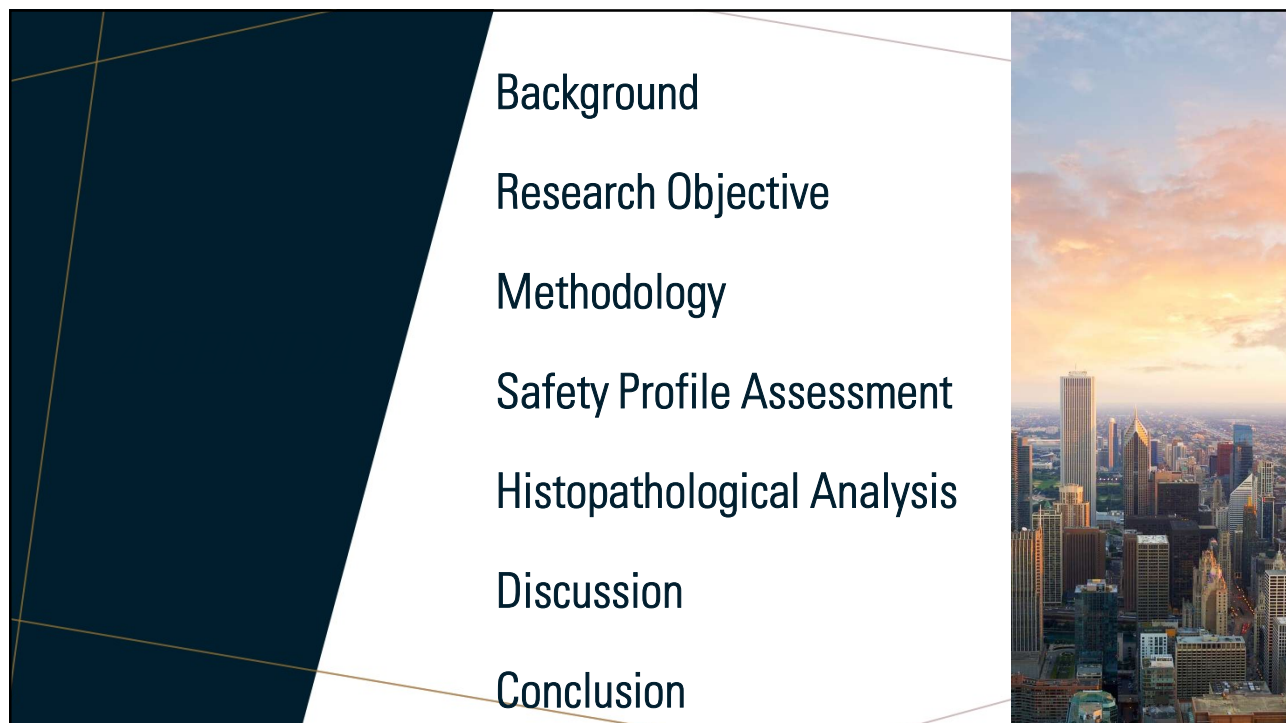 Background
Research Objective
Methodology
Safety Profile Assessment
Histopathological Analysis
Discussion
Conclusion